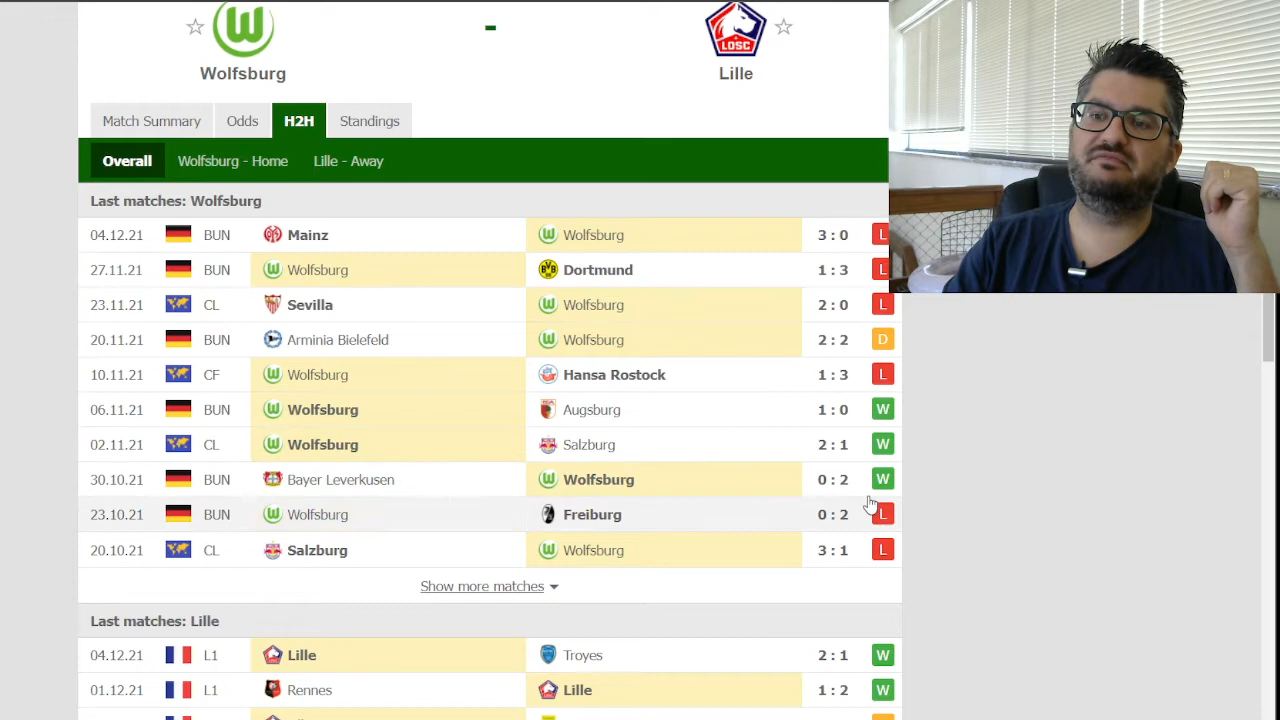 Wolfsburg Lille
LOSC
Match Summary Odds H2H Standings
Overall Wolfsburg - Home Lille - Away
Last matches: Wolfsburg
04.12.21 BUN Mainz Wolfsburg 3 : 0 L
27.11.21 BUN Wolfsburg Dortmund 1 : 3 L
23.11.21 CL Sevilla Wolfsburg 2 : 0 L
20.11.21 BUN Arminia Bielefeld Wolfsburg 2 : 2 D
10.11.21 CF Wolfsburg Hansa Rostock 1 : 3 L
06.11.21 BUN Wolfsburg Augsburg 1 : 0 W
02.11.21 CL Wolfsburg Salzburg 2 : 1 W
30.10.21 BUN Bayer Leverkusen Wolfsburg 0 : 2 W
23.10.21 BUN Wolfsburg Freiburg 0 : 2 L
20.10.21 CL Salzburg Wolfsburg 3 : 1 L
Show more matches
Last matches: Lille
04.12.21 L1 Lille Troyes 2 : 1 W
01.12.21 L1 Rennes Lille 1 : 2 W